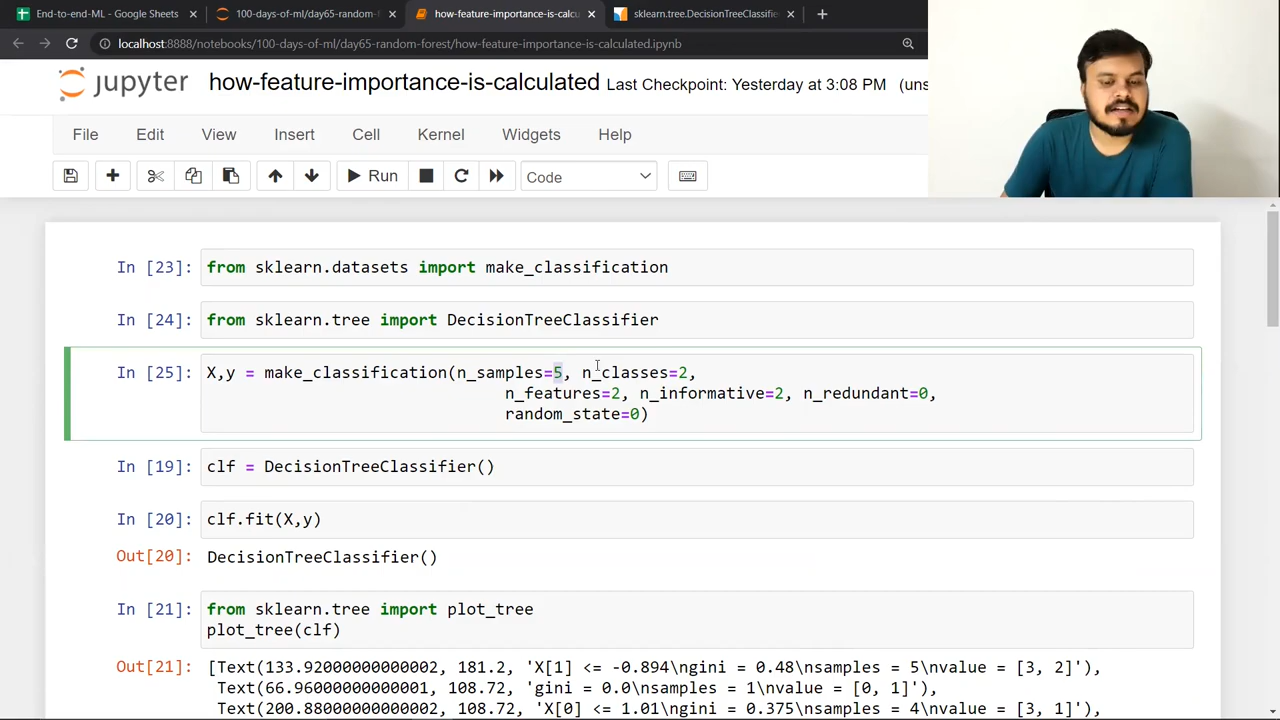 End-to-end-ML - Google Sheets
100-days-of-ml/day65-random-
how-feature-importance-is-calcu
sklearn.tree.DecisionTreeClassifie
localhost:8888/notebooks/100-days-of-ml/day65-random-forest/how-feature-importance-is-calculated.ipynb
jupyter how-feature-importance-is-calculated Last Checkpoint: Yesterday at 3:08 PM (uns
File Edit View Insert Cell Kernel Widgets Help
Run Code
In [23]: from sklearn.datasets import make_classification
In [24]: from sklearn.tree import DecisionTreeClassifier
In [25]: X,y = make_classification(n_samples=5, n_classes=2,
n_features=2, n_informative=2, n_redundant=0,
random_state=0)
In [19]: clf = DecisionTreeClassifier()
In [20]: clf.fit(X,y)
Out[20]: DecisionTreeClassifier()
In [21]: from sklearn.tree import plot_tree
plot_tree(clf)
Out[21]: [Text(133.92000000000002, 181.2, 'X[1] <= -0.894\ngini = 0.48\nsamples = 5\nvalue = [3, 2]'),
Text(66.96000000000001, 108.72, 'gini = 0.0\nsamples = 1\nvalue = [0, 1]'),
Text(200.88000000000002, 108.72, 'X[0] <= 1.01\ngini = 0.375\nsamples = 4\nvalue = [3, 1]'),